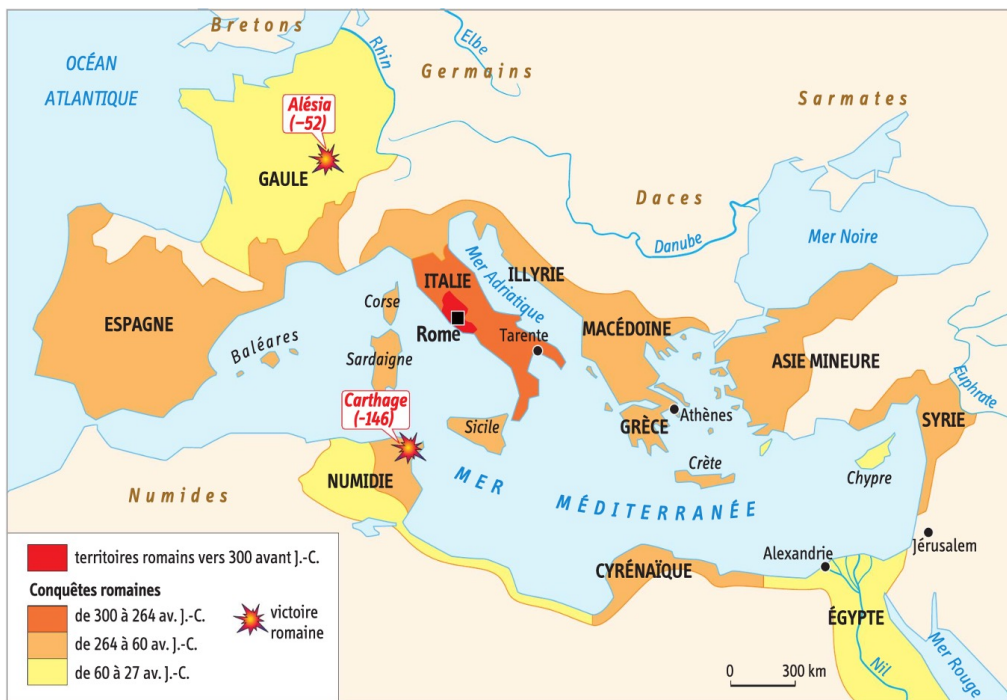 Bretons
OCÉAN
ATLANTIQUE
Rhin
Elbe
Germains
Sarmates
Alésia
(–52)
GAULE
Daces
Danube
Mer Noire
ITALIE
Mer Adriatique
ILLYRIE
Corse
ESPAGNE
Rome
Tarente
MACÉDOINE
Baléares
Sardaigne
ASIE MINEURE
Euphrate
Carthage
(-146)
Sicile
GRÈCE
Athènes
SYRIE
Crète
Chypre
Numides
NUMIDIE
MER MÉDITERRANÉE
Jérusalem
Alexandrie
CYRÉNAÏQUE
ÉGYPTE
Nil
Mer Rouge
territoires romains vers 300 avant J.-C.
Conquêtes romaines
de 300 à 264 av. J.-C.
de 264 à 60 av. J.-C.
de 60 à 27 av. J.-C.
victoire
romaine
0 300 km